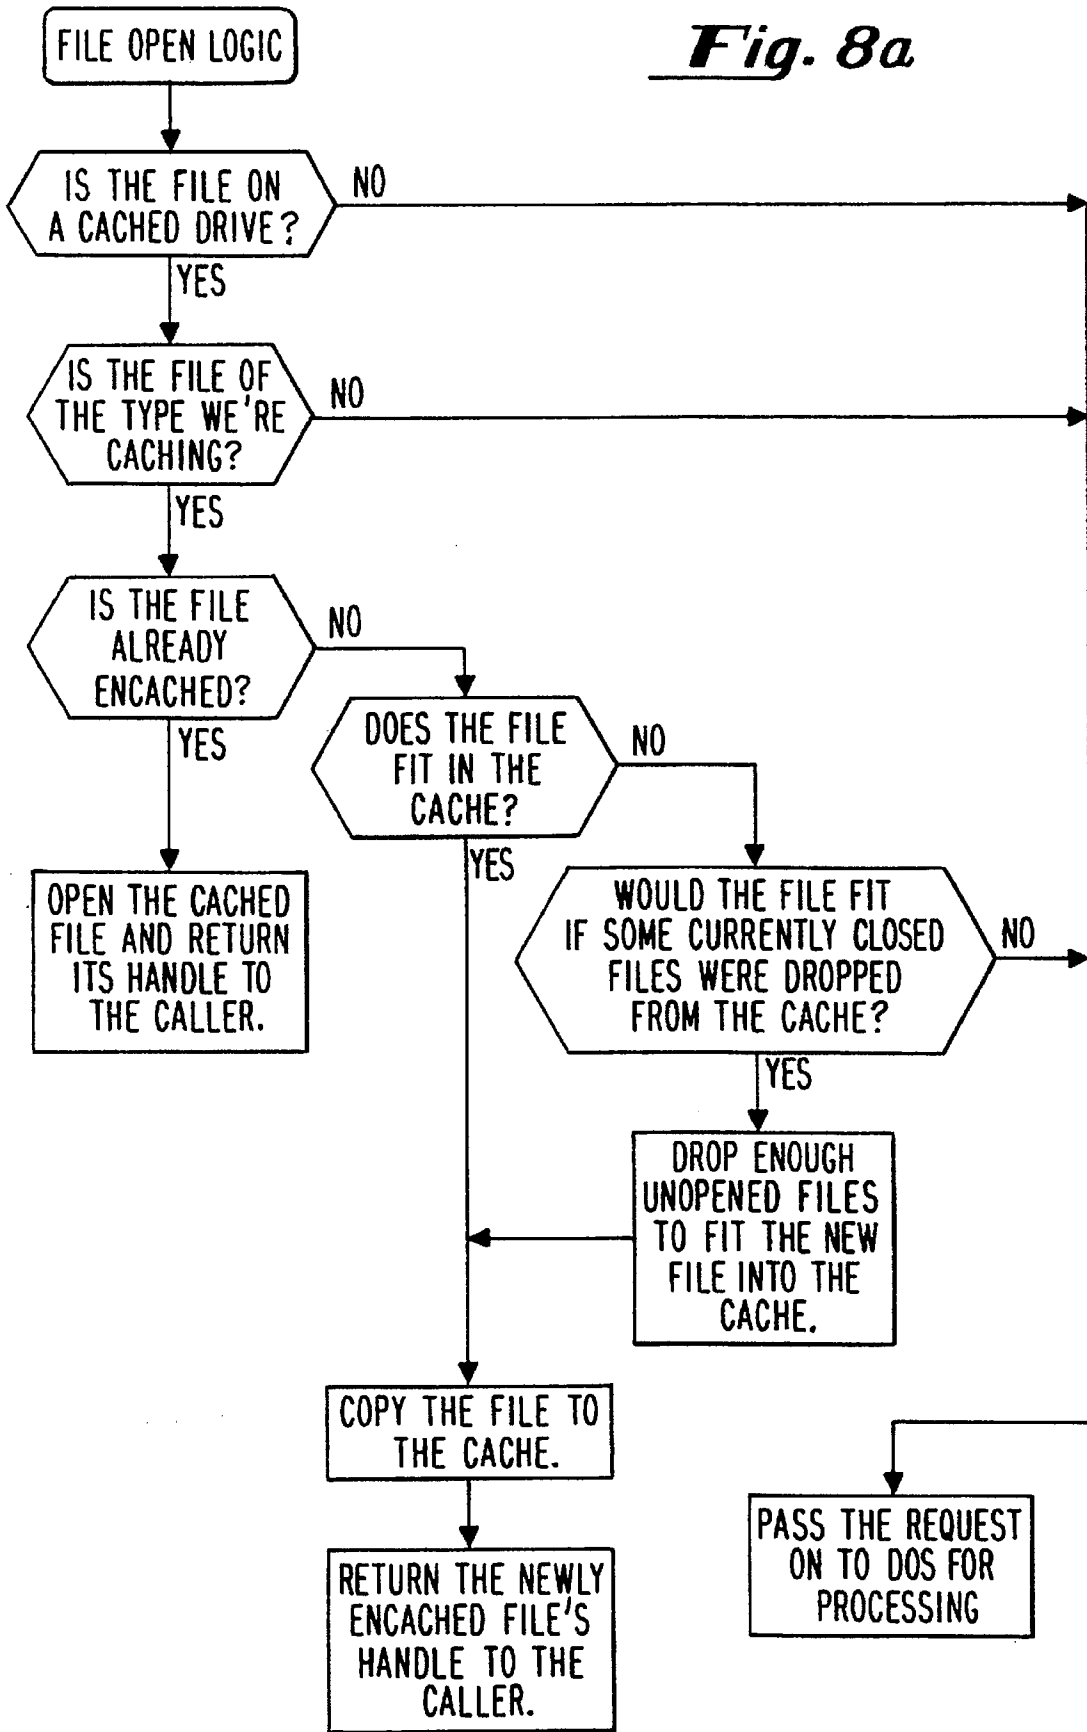 Fig. 8a
FILE OPEN LOGIC
IS THE FILE ON
A CACHED DRIVE?
NO
YES
IS THE FILE OF
THE TYPE WE'RE
CACHING?
NO
YES
IS THE FILE
ALREADY
ENCACHED?
NO
YES
OPEN THE CACHED
FILE AND RETURN
ITS HANDLE TO
THE CALLER.
DOES THE FILE
FIT IN THE
CACHE?
NO
YES
WOULD THE FILE FIT
IF SOME CURRENTLY CLOSED
FILES WERE DROPPED
FROM THE CACHE?
NO
YES
DROP ENOUGH
UNOPENED FILES
TO FIT THE NEW
FILE INTO THE
CACHE.
COPY THE FILE TO
THE CACHE.
RETURN THE NEWLY
ENCACHED FILE'S
HANDLE TO THE
CALLER.
PASS THE REQUEST
ON TO DOS FOR
PROCESSING